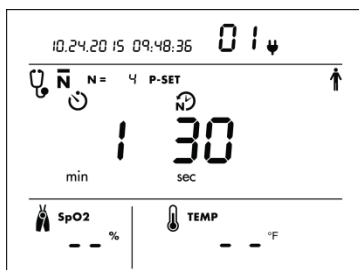 10.24.2015 09:48:36 01
N N = 4 P-SET
N
1 30
min sec
SpO2 TEMP
-- % -- °F